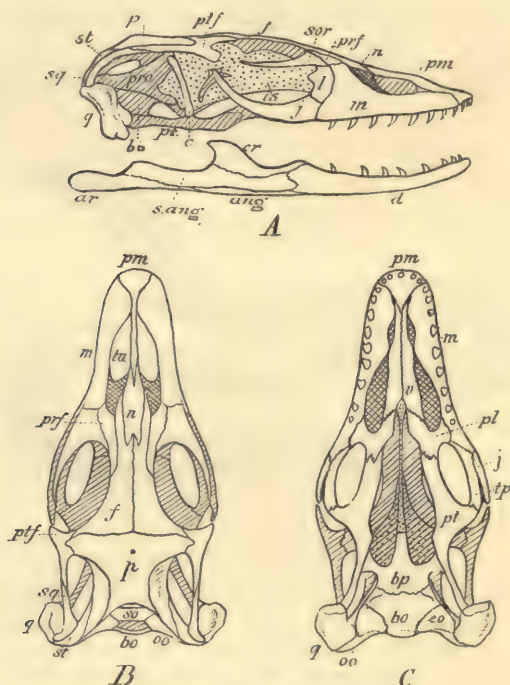 p ptf f sor prf n pm
st
sq pro is l m
q j
bo pt. c
cr
ar s.ang ang d
A
pm
m ta
prf n
f
ptf
p
sq
q so
st bo oo
B
pm
m
v
pl
j
tp
pt
bp
bo eo
q oo
C